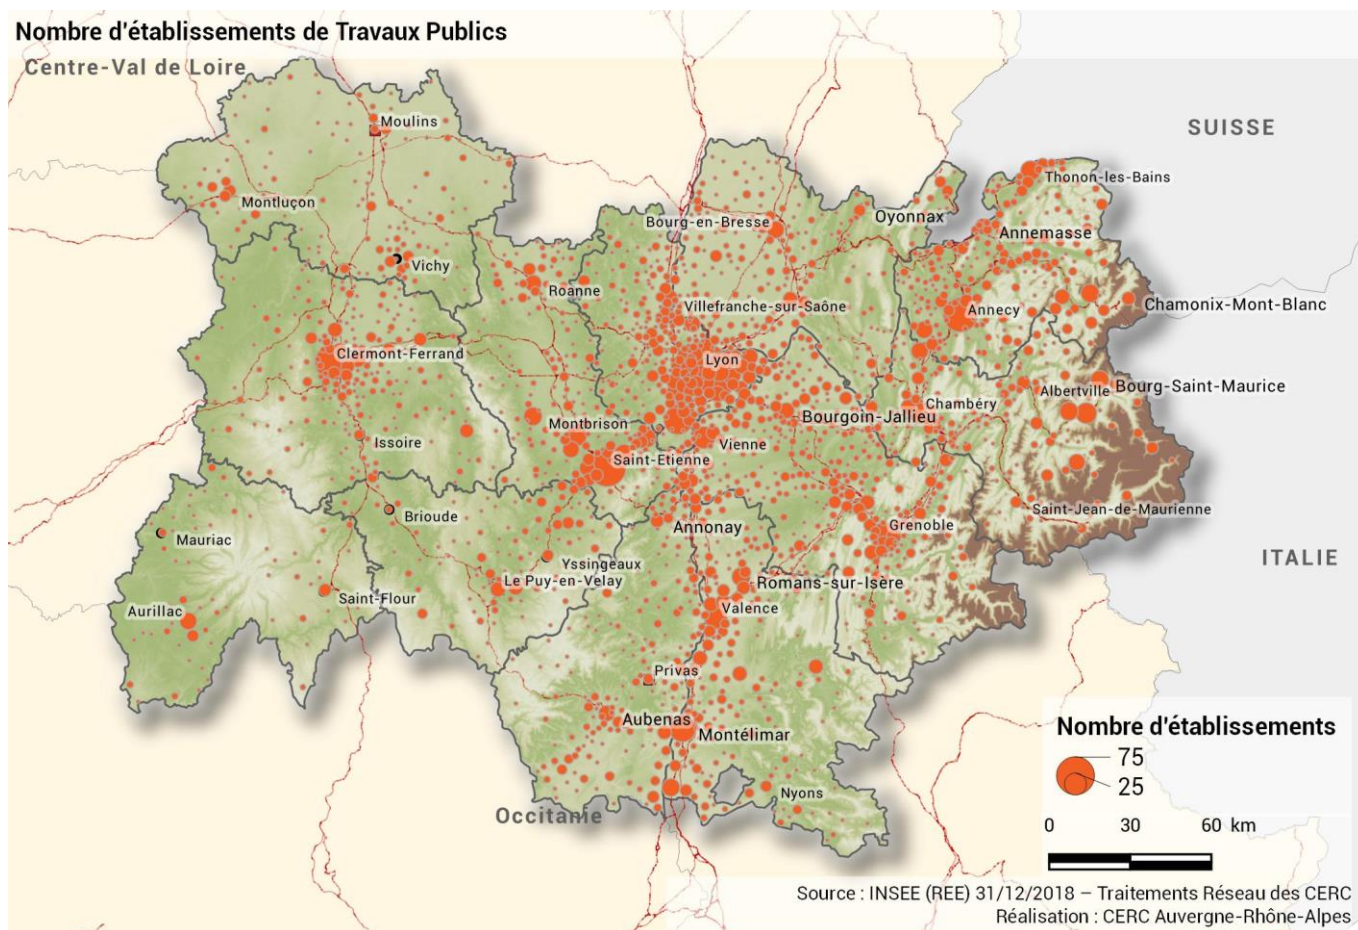 Nombre d'établissements de Travaux Publics
Centre-Val de Loire
SUISSE
Moulins
Thonon-les-Bains
Montluçon
Bourg-en-Bresse
Oyonnax
Annemasse
Vichy
Roanne
Villefranche-sur-Saône
Annecy
Chamonix-Mont-Blanc
Clermont-Ferrand
Lyon
Albertville
Bourg-Saint-Maurice
Chambéry
Montbrison
Bourgoin-Jallieu
Issoire
Vienne
Saint-Etienne
Brioude
Saint-Jean-de-Maurienne
Annonay
Grenoble
Mauriac
ITALIE
Yssingeaux
Le Puy-en-Velay
Romans-sur-Isère
Saint-Flour
Aurillac
Valence
Privas
Aubenas
Montélimar
Nombre d'établissements
75
25
Nyons
Occitanie
0 30 60 km
Source : INSEE (REE) 31/12/2018 – Traitements Réseau des CERC
Réalisation : CERC Auvergne-Rhône-Alpes